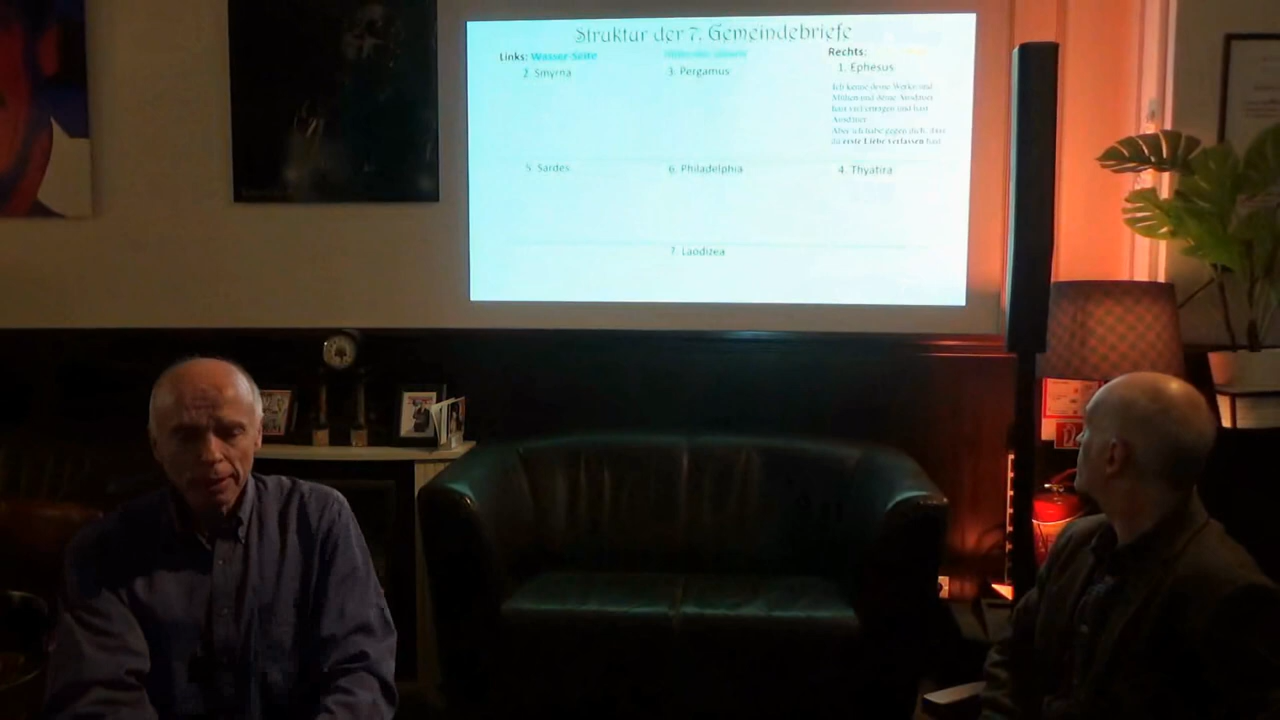 Struktur der 7. Gemeindebriefe
Links: Wasser-Seite
Rechts:
2. Smyrna
3. Pergamus
1. Ephesus
Ich kenne deine Werke und
Mühen und deine Ausdauer
hast viel ertragen und hast
Ausdauer
Aber ich habe gegen dich, dass
du erste Liebe verlassen hast
5. Sardes
6. Philadelphia
4. Thyatira
7. Laodizea